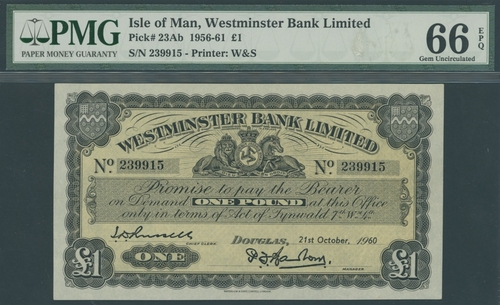 PMG
PAPER MONEY GUARANTY
Isle of Man, Westminster Bank Limited
Pick# 23Ab 1956-61 £1
S/N 239915 - Printer: W&S
66 EPQ
Gem Uncirculated
WESTMINSTER BANK LIMITED
No. 239915 No. 239915
Promise to pay the Bearer
on Demand ONE POUND at this Office
only in terms of Act of Tynwald 7th Wm 4th
CHIEF CLERK
DOUGLAS, 21st October, 1960
£1 ONE £1
MANAGER